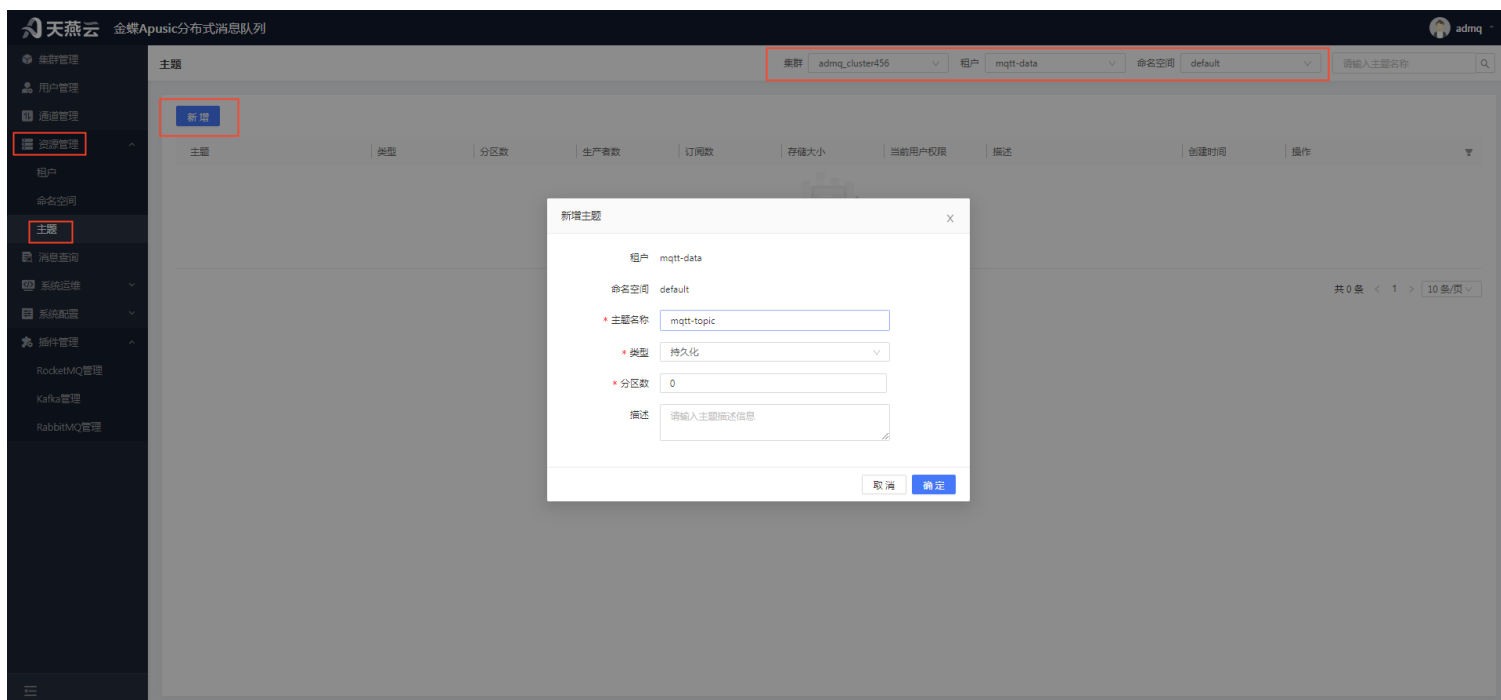 天燕云 金蝶Apusic分布式消息队列
admq
集群管理
用户管理
通道管理
资源管理
租户
命名空间
主题
消息查询
系统运维
系统配置
插件管理
RocketMQ管理
Kafka管理
RabbitMQ管理
主题
集群 admq_cluster456 租户 mqtt-data 命名空间 default 请输入主题名称
新增
主题 类型 分区数 生产者数 订阅数 存储大小 当前用户权限 描述 创建时间 操作
共 0 条 < 1 > 10 条/页
新增主题 X
租户 mqtt-data
命名空间 default
* 主题名称 mqtt-topic
* 类型 持久化
* 分区数 0
描述 请输入主题描述信息
取消 确定